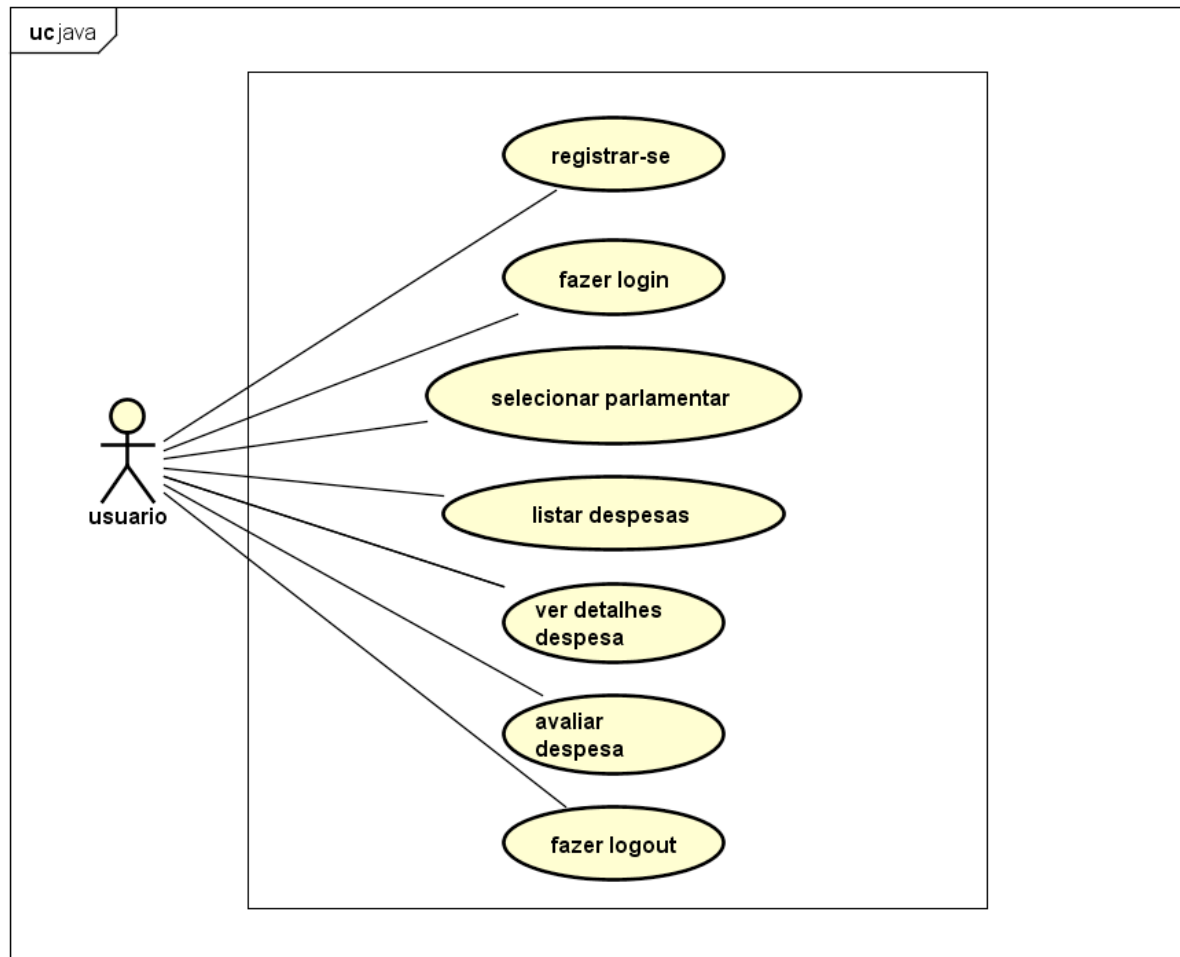 uc java
registrar-se
fazer login
selecionar parlamentar
listar despesas
usuario
ver detalhes
despesa
avaliar
despesa
fazer logout